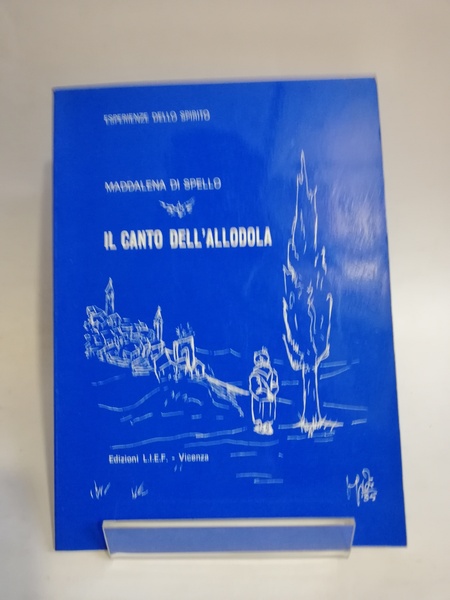 ESPERIENZE DELLO SPIRITO
MADDALENA DI SPELLO
IL CANTO DELL'ALLODOLA
Edizioni L.I.E.F. - Vicenza